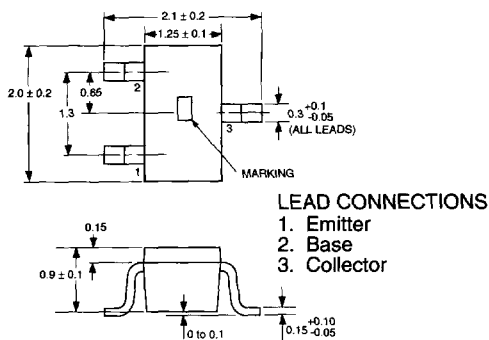 2.1 ± 0.2
1.25 ± 0.1
2
2.0 ± 0.2
0.65
1.3
3
0.3 +0.1 -0.05
(ALL LEADS)
1
MARKING
LEAD CONNECTIONS
1. Emitter
2. Base
3. Collector
0.15
0.9 ± 0.1
0 to 0.1
0.15 +0.10 -0.05